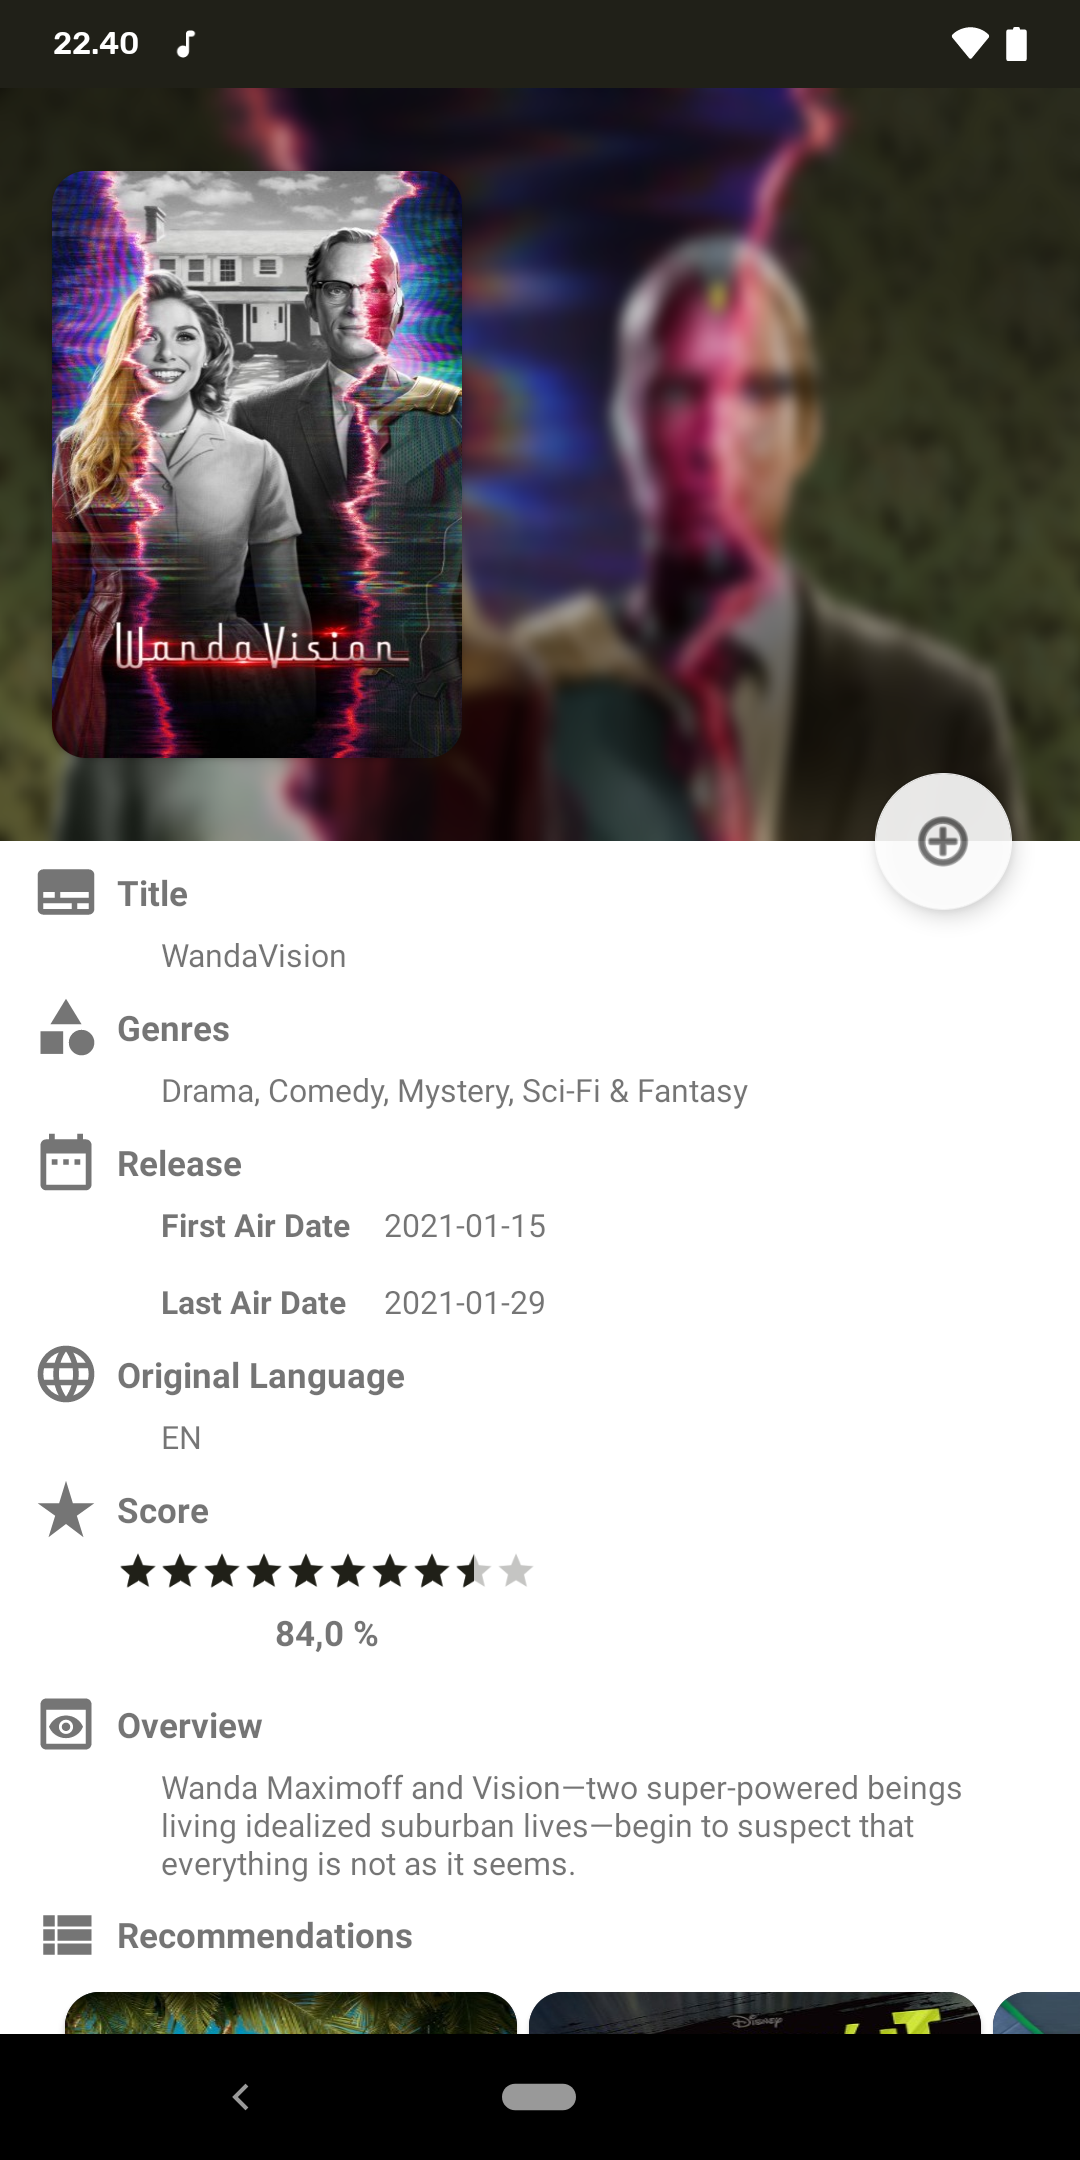 22.40
WandaVision
Title
WandaVision
Genres
Drama, Comedy, Mystery, Sci-Fi & Fantasy
Release
First Air Date 2021-01-15
Last Air Date 2021-01-29
Original Language
EN
Score
84,0 %
Overview
Wanda Maximoff and Vision—two super-powered beings
living idealized suburban lives—begin to suspect that
everything is not as it seems.
Recommendations
Disney